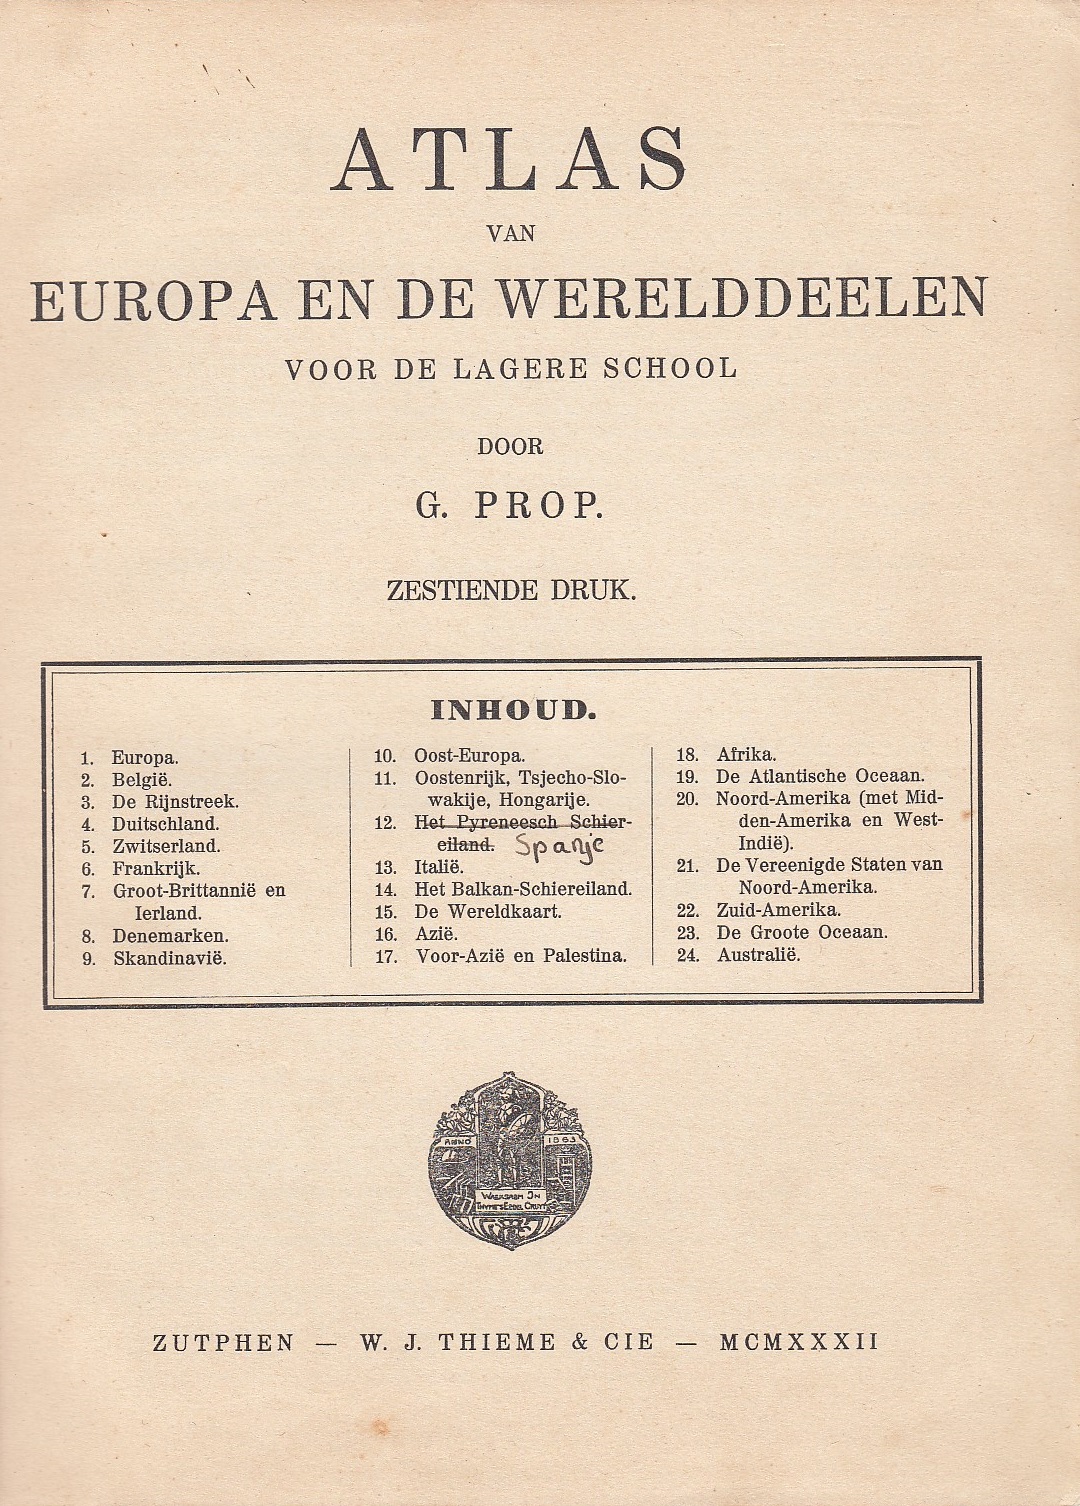 ATLAS
VAN
EUROPA EN DE WERELDDEELEN
VOOR DE LAGERE SCHOOL
DOOR
G. PROP.
ZESTIENDE DRUK.
INHOUD.
1. Europa.
2. België.
3. De Rijnstreek.
4. Duitschland.
5. Zwitserland.
6. Frankrijk.
7. Groot-Brittannië en
Ierland.
8. Denemarken.
9. Skandinavië.
10. Oost-Europa.
11. Oostenrijk, Tsjecho-Slo-
wakije, Hongarije.
12. Het Pyreneesch Schier-
eiland. Spanje
13. Italië.
14. Het Balkan-Schiereiland.
15. De Wereldkaart.
16. Azië.
17. Voor-Azië en Palestina.
18. Afrika.
19. De Atlantische Oceaan.
20. Noord-Amerika (met Mid-
den-Amerika en West-
Indië).
21. De Vereenigde Staten van
Noord-Amerika.
22. Zuid-Amerika.
23. De Groote Oceaan.
24. Australië.
ANNO 1863
ZUTPHEN — W. J. THIEME & CIE — MCMXXXII